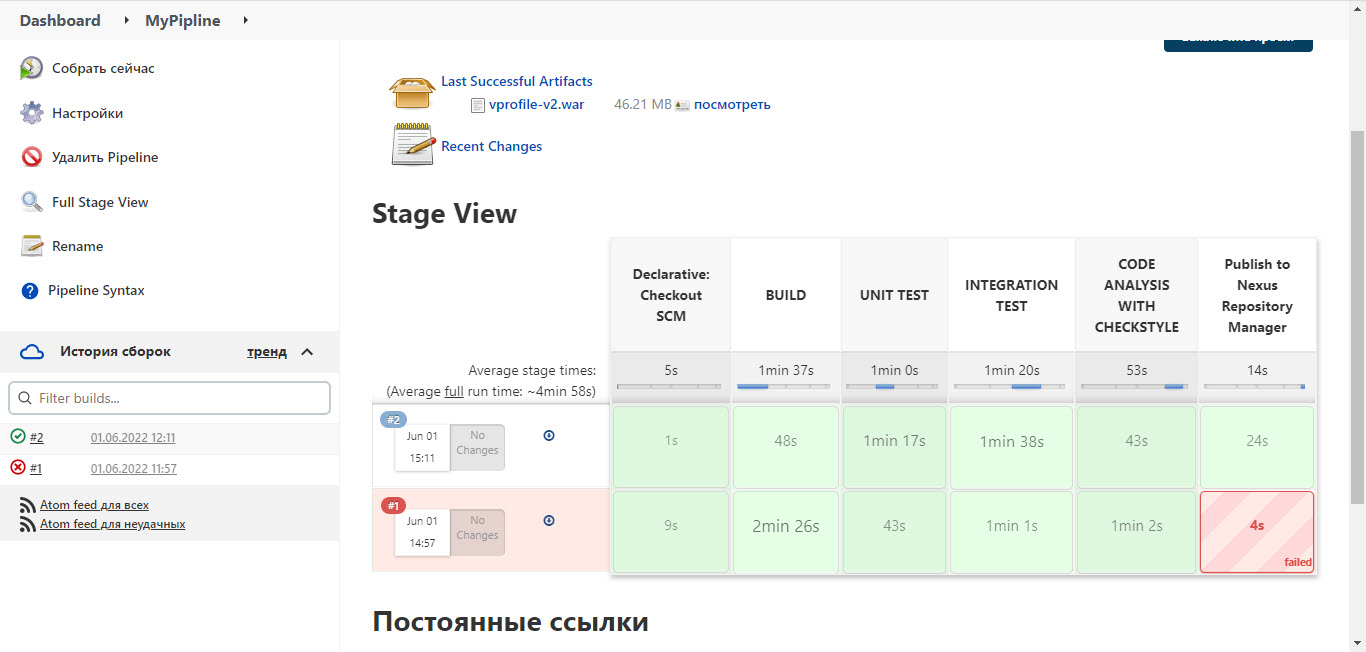 Dashboard
MyPipline
Собрать сейчас
Настройки
Удалить Pipeline
Full Stage View
Rename
Pipeline Syntax
История сборок тренд
Filter builds...
#2 01.06.2022 12:11
#1 01.06.2022 11:57
Atom feed для всех
Atom feed для неудачных
Last Successful Artifacts
vprofile-v2.war 46.21 MB посмотреть
Recent Changes
Stage View
Declarative:
Checkout
SCM
BUILD
UNIT TEST
INTEGRATION
TEST
CODE
ANALYSIS
WITH
CHECKSTYLE
Publish to
Nexus
Repository
Manager
Average stage times:
(Average full run time: ~4min 58s)
5s
1min 37s
1min 0s
1min 20s
53s
14s
#2
Jun 01
15:11
No
Changes
1s
48s
1min 17s
1min 38s
43s
24s
#1
Jun 01
14:57
No
Changes
9s
2min 26s
43s
1min 1s
1min 2s
4s
failed
Постоянные ссылки